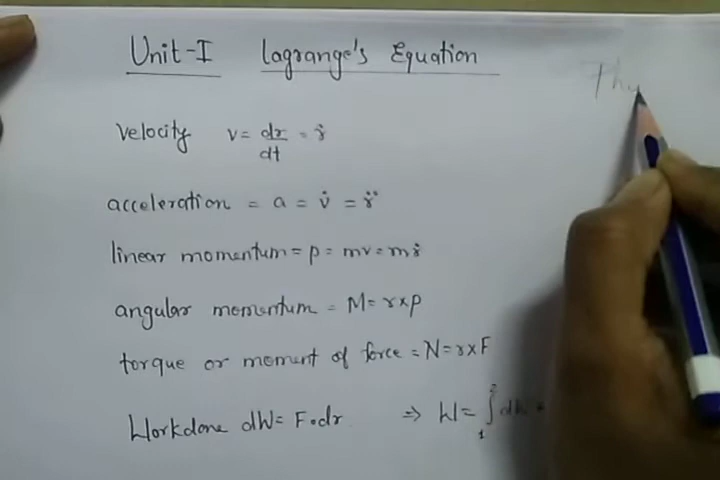 Unit-I Lagrange's Equation
Velocity v = dr/dt = ṙ
acceleration = a = v̇ = r̈
linear momentum = p = mv = mṙ
angular momentum = M = r×p
torque or moment of force = N = r×F
Workdone dW = F.dr ⇒ W = ∫₁² dW =